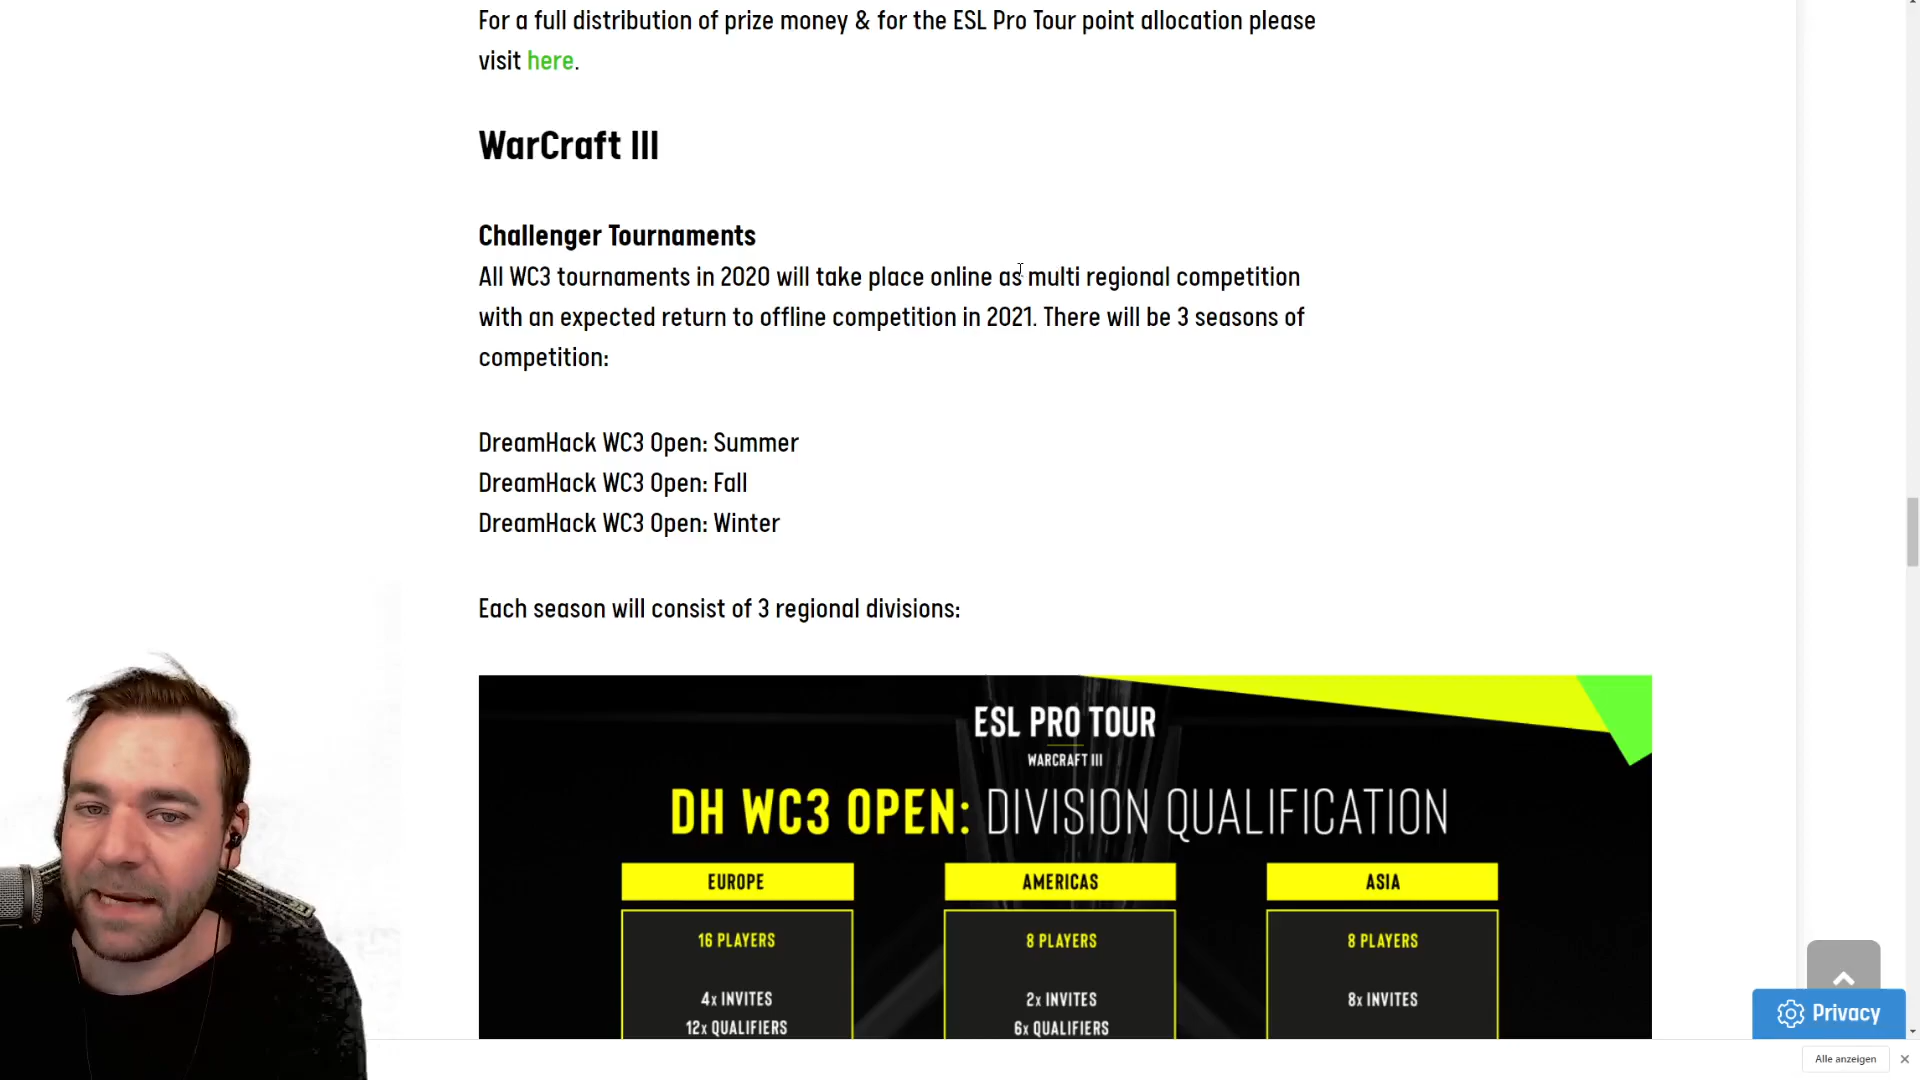 For a full distribution of prize money & for the ESL Pro Tour point allocation please
visit here.
WarCraft III
Challenger Tournaments
All WC3 tournaments in 2020 will take place online as multi regional competition
with an expected return to offline competition in 2021. There will be 3 seasons of
competition:
DreamHack WC3 Open: Summer
DreamHack WC3 Open: Fall
DreamHack WC3 Open: Winter
Each season will consist of 3 regional divisions:
ESL PRO TOUR
WARCRAFT III
DH WC3 OPEN: DIVISION QUALIFICATION
EUROPE
16 PLAYERS
4x INVITES
12x QUALIFIERS
AMERICAS
8 PLAYERS
2x INVITES
6x QUALIFIERS
ASIA
8 PLAYERS
8x INVITES
Privacy
Alle anzeigen